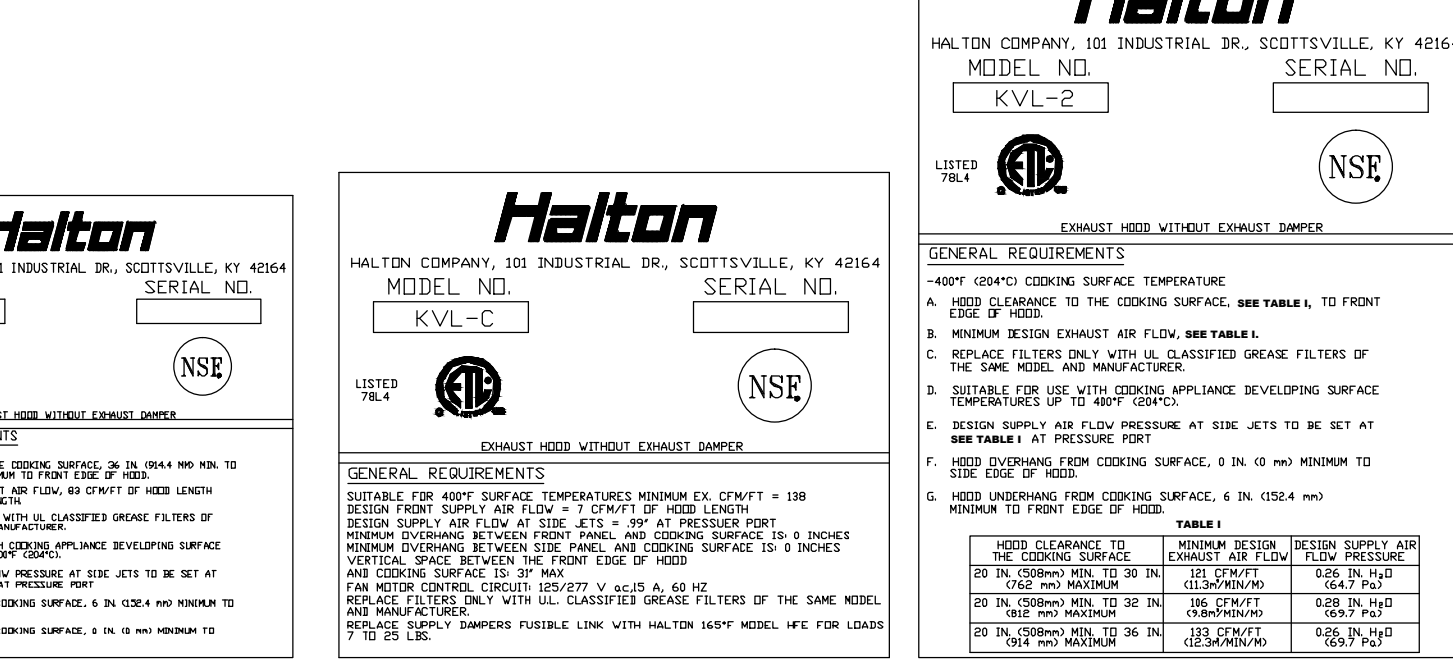 Halton
1 INDUSTRIAL DR., SCOTTSVILLE, KY 42164
SERIAL NO.
NSF
HOOD WITHOUT EXHAUST DAMPER
COOKING SURFACE, 36 IN. (914.4 MM) MIN. TO
TO FRONT EDGE OF HOOD.
AIR FLOW, 83 CFM/FT OF HOOD LENGTH
WITH UL CLASSIFIED GREASE FILTERS OF
COOKING APPLIANCE DEVELOPING SURFACE
(204°C).
PRESSURE AT SIDE JETS TO BE SET AT
AT PRESSURE PORT
COOKING SURFACE, 6 IN. (152.4 mm) MINIMUM TO
COOKING SURFACE, 0 IN. (0 mm) MINIMUM TO
Halton
HALTON COMPANY, 101 INDUSTRIAL DR., SCOTTSVILLE, KY 42164
MODEL NO.
SERIAL NO.
KVL-C
LISTED
78L4
ETL
NSF
EXHAUST HOOD WITHOUT EXHAUST DAMPER
GENERAL REQUIREMENTS
SUITABLE FOR 400°F SURFACE TEMPERATURES MINIMUM EX. CFM/FT = 138
DESIGN FRONT SUPPLY AIR FLOW = 7 CFM/FT OF HOOD LENGTH
DESIGN SUPPLY AIR FLOW AT SIDE JETS = .99" AT PRESSUER PORT
MINIMUM OVERHANG BETWEEN FRONT PANEL AND COOKING SURFACE IS: 0 INCHES
MINIMUM OVERHANG BETWEEN SIDE PANEL AND COOKING SURFACE IS: 0 INCHES
VERTICAL SPACE BETWEEN THE FRONT EDGE OF HOOD
AND COOKING SURFACE IS: 31" MAX
FAN MOTOR CONTROL CIRCUIT: 125/277 V ac,15 A, 60 HZ
REPLACE FILTERS ONLY WITH UL. CLASSIFIED GREASE FILTERS OF THE SAME MODEL
AND MANUFACTURER.
REPLACE SUPPLY DAMPERS FUSIBLE LINK WITH HALTON 165°F MODEL HFE FOR LOADS
7 TO 25 LBS.
Halton
HALTON COMPANY, 101 INDUSTRIAL DR., SCOTTSVILLE, KY 4216
MODEL NO.
SERIAL NO.
KVL-2
LISTED
78L4
ETL
NSF
EXHAUST HOOD WITHOUT EXHAUST DAMPER
GENERAL REQUIREMENTS
-400°F (204°C) COOKING SURFACE TEMPERATURE
A. HOOD CLEARANCE TO THE COOKING SURFACE, SEE TABLE I, TO FRONT
EDGE OF HOOD.
B. MINIMUM DESIGN EXHAUST AIR FLOW, SEE TABLE I.
C. REPLACE FILTERS ONLY WITH UL CLASSIFIED GREASE FILTERS OF
THE SAME MODEL AND MANUFACTURER.
D. SUITABLE FOR USE WITH COOKING APPLIANCE DEVELOPING SURFACE
TEMPERATURES UP TO 400°F (204°C).
E. DESIGN SUPPLY AIR FLOW PRESSURE AT SIDE JETS TO BE SET AT
SEE TABLE I AT PRESSURE PORT
F. HOOD OVERHANG FROM COOKING SURFACE, 0 IN. (0 mm) MINIMUM TO
SIDE EDGE OF HOOD.
G. HOOD UNDERHANG FROM COOKING SURFACE, 6 IN. (152.4 mm)
MINIMUM TO FRONT EDGE OF HOOD.
TABLE I
HOOD CLEARANCE TO
THE COOKING SURFACE
MINIMUM DESIGN
EXHAUST AIR FLOW
DESIGN SUPPLY AIR
FLOW PRESSURE
20 IN. (508mm) MIN. TO 30 IN.
(762 mm) MAXIMUM
121 CFM/FT
(11.3m³/MIN/M)
0.26 IN. H₂O
(64.7 Pa)
20 IN. (508mm) MIN. TO 32 IN.
(812 mm) MAXIMUM
106 CFM/FT
(9.8m³/MIN/M)
0.28 IN. H₂O
(69.7 Pa)
20 IN. (508mm) MIN. TO 36 IN.
(914 mm) MAXIMUM
133 CFM/FT
(12.3m³/MIN/M)
0.26 IN. H₂O
(69.7 Pa)